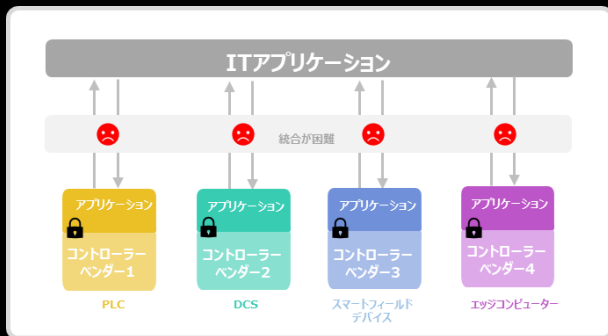 ITアプリケーション
統合が困難
アプリケーション アプリケーション アプリケーション アプリケーション
コントローラー コントローラー コントローラー コントローラー
ベンダー1 ベンダー2 ベンダー3 ベンダー4
PLC DCS スマートフィールド エッジコンピューター
デバイス